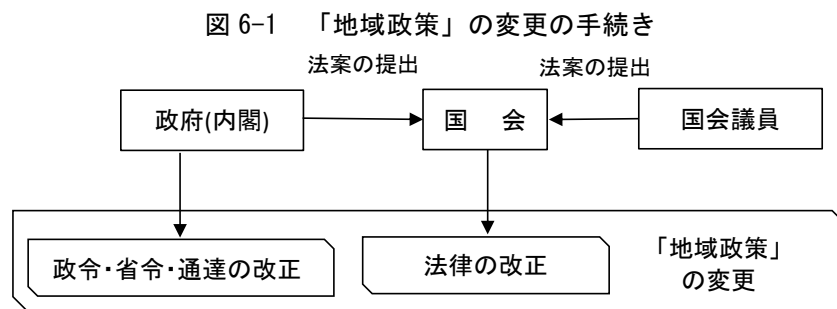 図 6-1 「地域政策」の変更の手続き
法案の提出
法案の提出
政府(内閣)
国 会
国会議員
政令・省令・通達の改正
法律の改正
「地域政策」
の変更